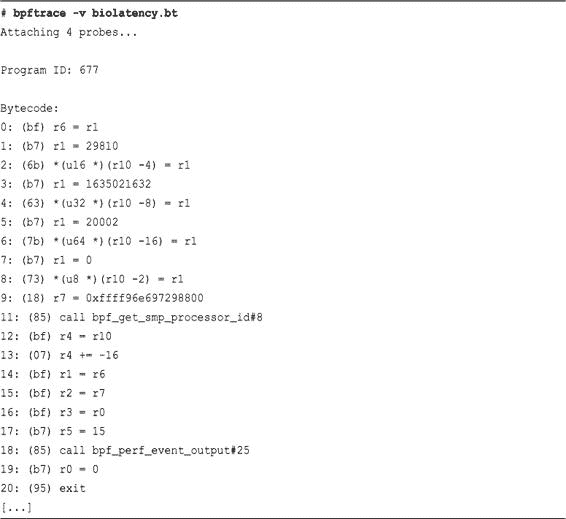 # bpftrace -v biolatency.bt
Attaching 4 probes...
Program ID: 677
Bytecode:
0: (bf) r6 = r1
1: (b7) r1 = 29810
2: (6b) *(u16 *)(r10 -4) = r1
3: (b7) r1 = 1635021632
4: (63) *(u32 *)(r10 -8) = r1
5: (b7) r1 = 20002
6: (7b) *(u64 *)(r10 -16) = r1
7: (b7) r1 = 0
8: (73) *(u8 *)(r10 -2) = r1
9: (18) r7 = 0xffff96e697298800
11: (85) call bpf_get_smp_processor_id#8
12: (bf) r4 = r10
13: (07) r4 += -16
14: (bf) r1 = r6
15: (bf) r2 = r7
16: (bf) r3 = r0
17: (b7) r5 = 15
18: (85) call bpf_perf_event_output#25
19: (b7) r0 = 0
20: (95) exit
[...]